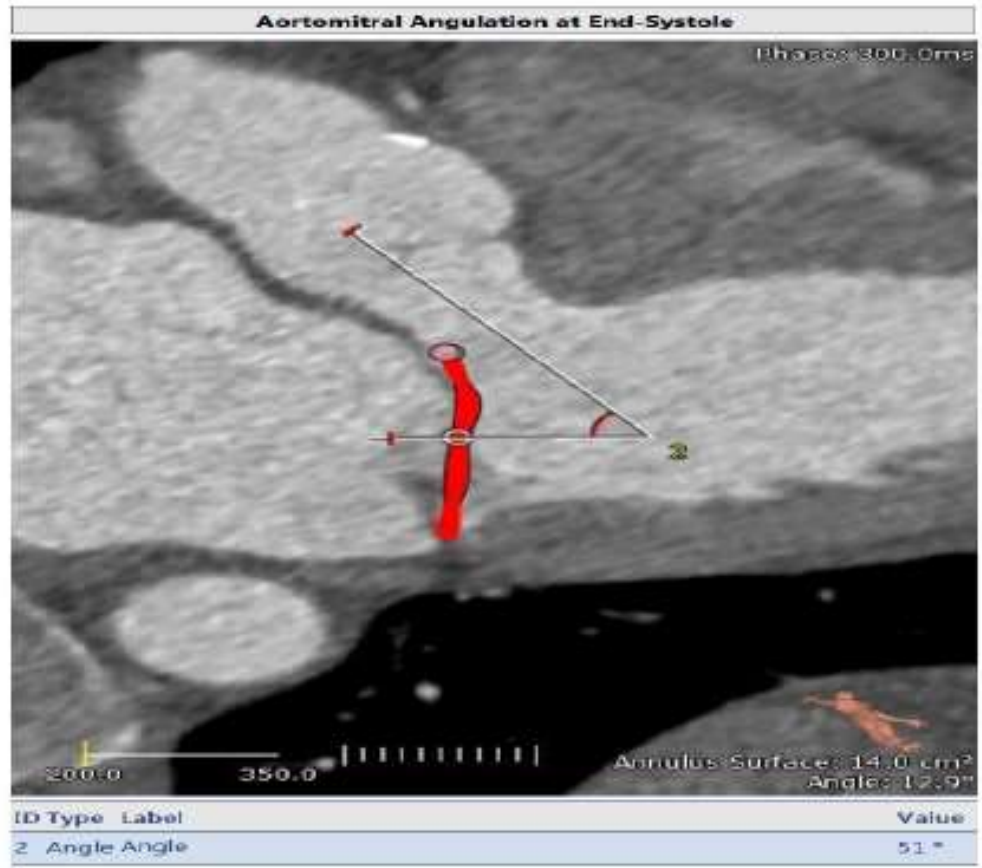 Aortomitral Angulation at End-Systole
Phase: 300.0ms
2
200.0 350.0
Annulus Surface: 14.0 cm²
Angle: 12.9°
ID Type Label Value
2 Angle Angle 51 °